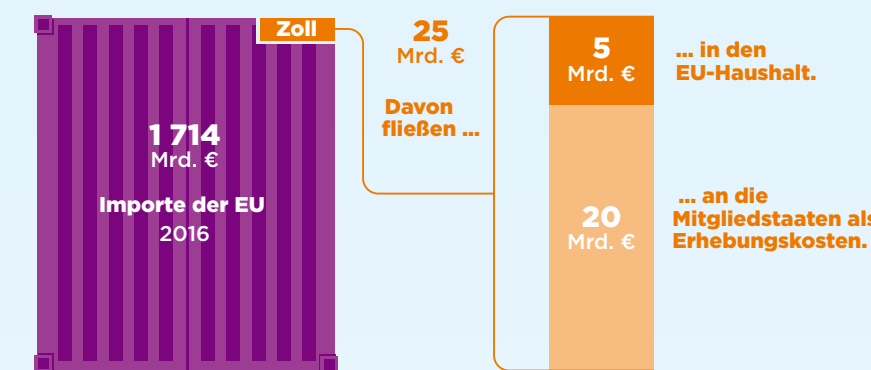 Zoll
1 714
Mrd. €
Importe der EU
2016
25
Mrd. €
Davon
fließen ...
5
Mrd. €
... in den
EU-Haushalt.
20
Mrd. €
... an die
Mitgliedstaaten als
Erhebungskosten.